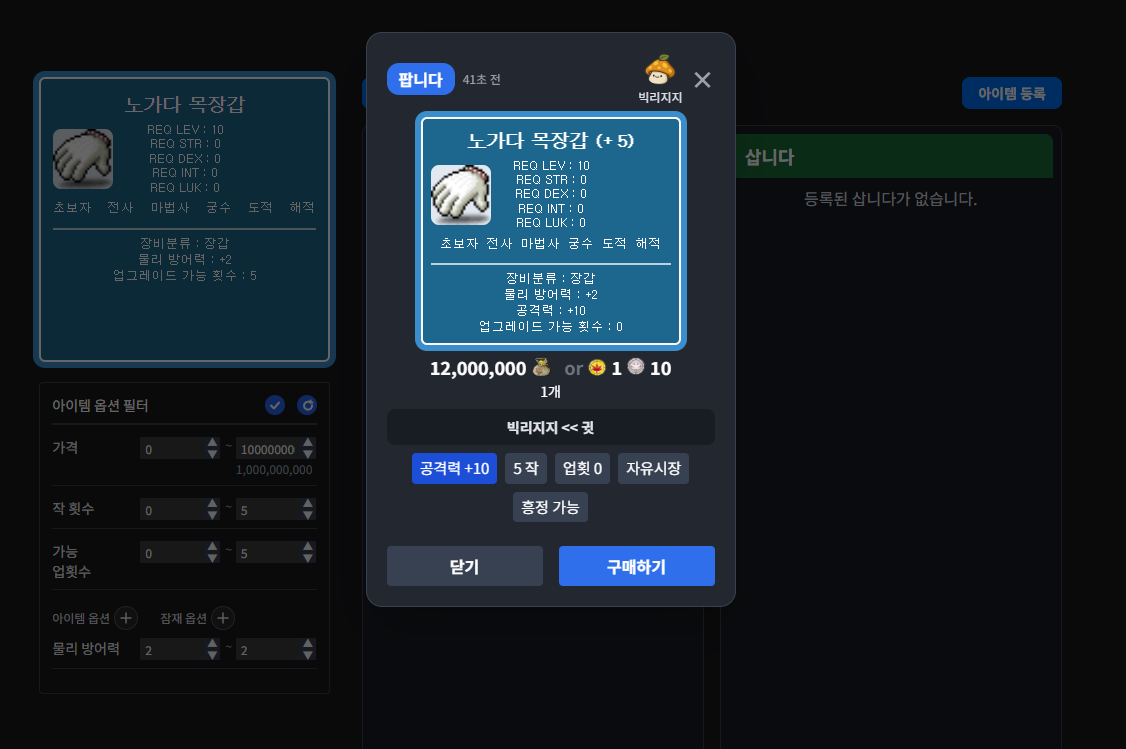 노가다 목장갑
REQ LEV : 10
REQ STR : 0
REQ DEX : 0
REQ INT : 0
REQ LUK : 0
초보자 전사 마법사 궁수 도적 해적
장비분류 : 장갑
물리 방어력 : +2
업그레이드 가능 횟수 : 5
아이템 옵션 필터
가격 0 ~ 10000000
1,000,000,000
작 횟수 0 ~ 5
가능 업횟수 0 ~ 5
아이템 옵션 + 잠재 옵션 +
물리 방어력 2 ~ 2
팝니다 41초 전
빅리지지
노가다 목장갑 (+ 5)
REQ LEV : 10
REQ STR : 0
REQ DEX : 0
REQ INT : 0
REQ LUK : 0
초보자 전사 마법사 궁수 도적 해적
장비분류 : 장갑
물리 방어력 : +2
공격력 : +10
업그레이드 가능 횟수 : 0
12,000,000 or 1 10
1개
빅리지지 << 귓
공격력 +10 5 작 업횟 0 자유시장
흥정 가능
닫기 구매하기
아이템 등록
삽니다
등록된 삽니다가 없습니다.